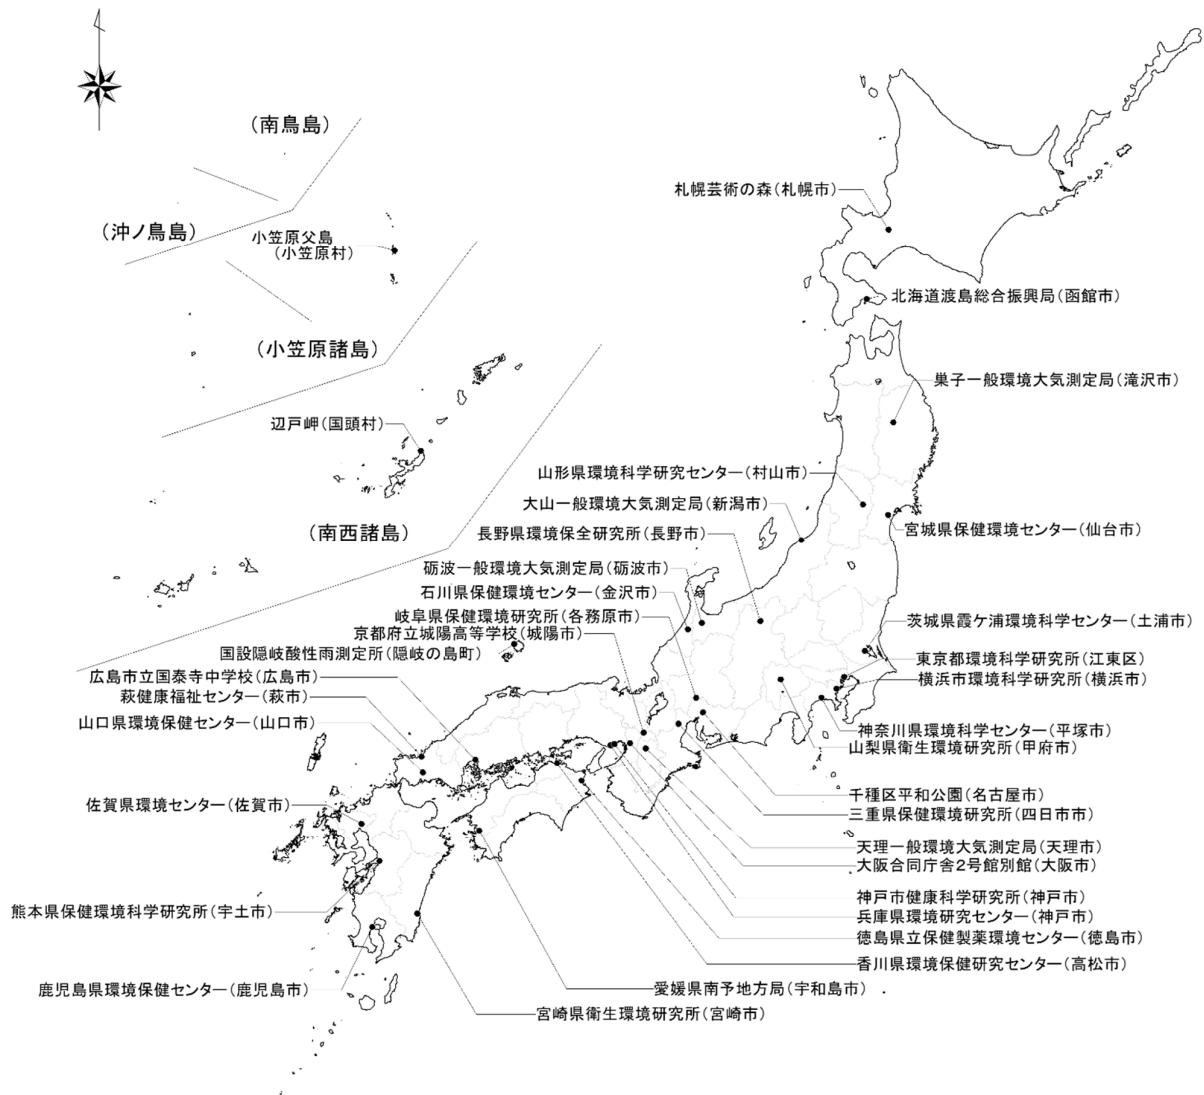 （南鳥島）
（沖ノ鳥島）
小笠原父島
（小笠原村）
（小笠原諸島）
辺戸岬（国頭村）
（南西諸島）
札幌芸術の森（札幌市）
北海道渡島総合振興局（函館市）
巣子一般環境大気測定局（滝沢市）
山形県環境科学研究センター（村山市）
大山一般環境大気測定局（新潟市）
宮城県保健環境センター（仙台市）
長野県環境保全研究所（長野市）
砺波一般環境大気測定局（砺波市）
石川県保健環境センター（金沢市）
岐阜県保健環境研究所（各務原市）
京都府立城陽高等学校（城陽市）
国設隠岐酸性雨測定所（隠岐の島町）
広島市立国泰寺中学校（広島市）
萩健康福祉センター（萩市）
山口県環境保健センター（山口市）
佐賀県環境センター（佐賀市）
熊本県保健環境科学研究所（宇土市）
鹿児島県環境保健センター（鹿児島市）
茨城県霞ケ浦環境科学センター（土浦市）
東京都環境科学研究所（江東区）
横浜市環境科学研究所（横浜市）
神奈川県環境科学センター（平塚市）
山梨県衛生環境研究所（甲府市）
千種区平和公園（名古屋市）
三重県保健環境研究所（四日市市）
天理一般環境大気測定局（天理市）
大阪合同庁舎２号館別館（大阪市）
神戸市健康科学研究所（神戸市）
兵庫県環境研究センター（神戸市）
徳島県立保健製薬環境センター（徳島市）
香川県環境保健研究センター（高松市）
愛媛県南予地方局（宇和島市）
宮崎県衛生環境研究所（宮崎市）